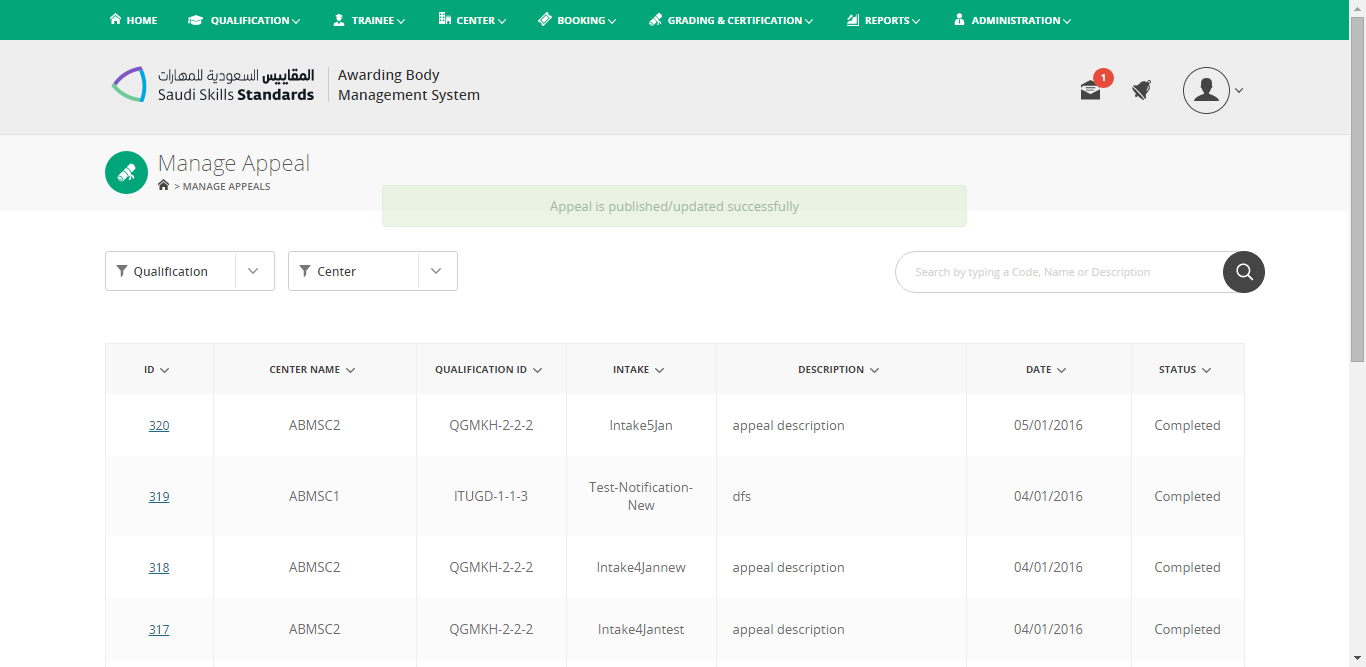 HOME QUALIFICATION TRAINEE CENTER BOOKING GRADING & CERTIFICATION REPORTS ADMINISTRATION
المقاييس السعودية للمهارات
Saudi Skills Standards
Awarding Body
Management System
1
Manage Appeal
> MANAGE APPEALS
Appeal is published/updated successfully
Qualification Center Search by typing a Code, Name or Description
ID CENTER NAME QUALIFICATION ID INTAKE DESCRIPTION DATE STATUS
320 ABMSC2 QGMKH-2-2-2 Intake5Jan appeal description 05/01/2016 Completed
319 ABMSC1 ITUGD-1-1-3 Test-Notification-New dfs 04/01/2016 Completed
318 ABMSC2 QGMKH-2-2-2 Intake4Jannew appeal description 04/01/2016 Completed
317 ABMSC2 QGMKH-2-2-2 Intake4Jantest appeal description 04/01/2016 Completed